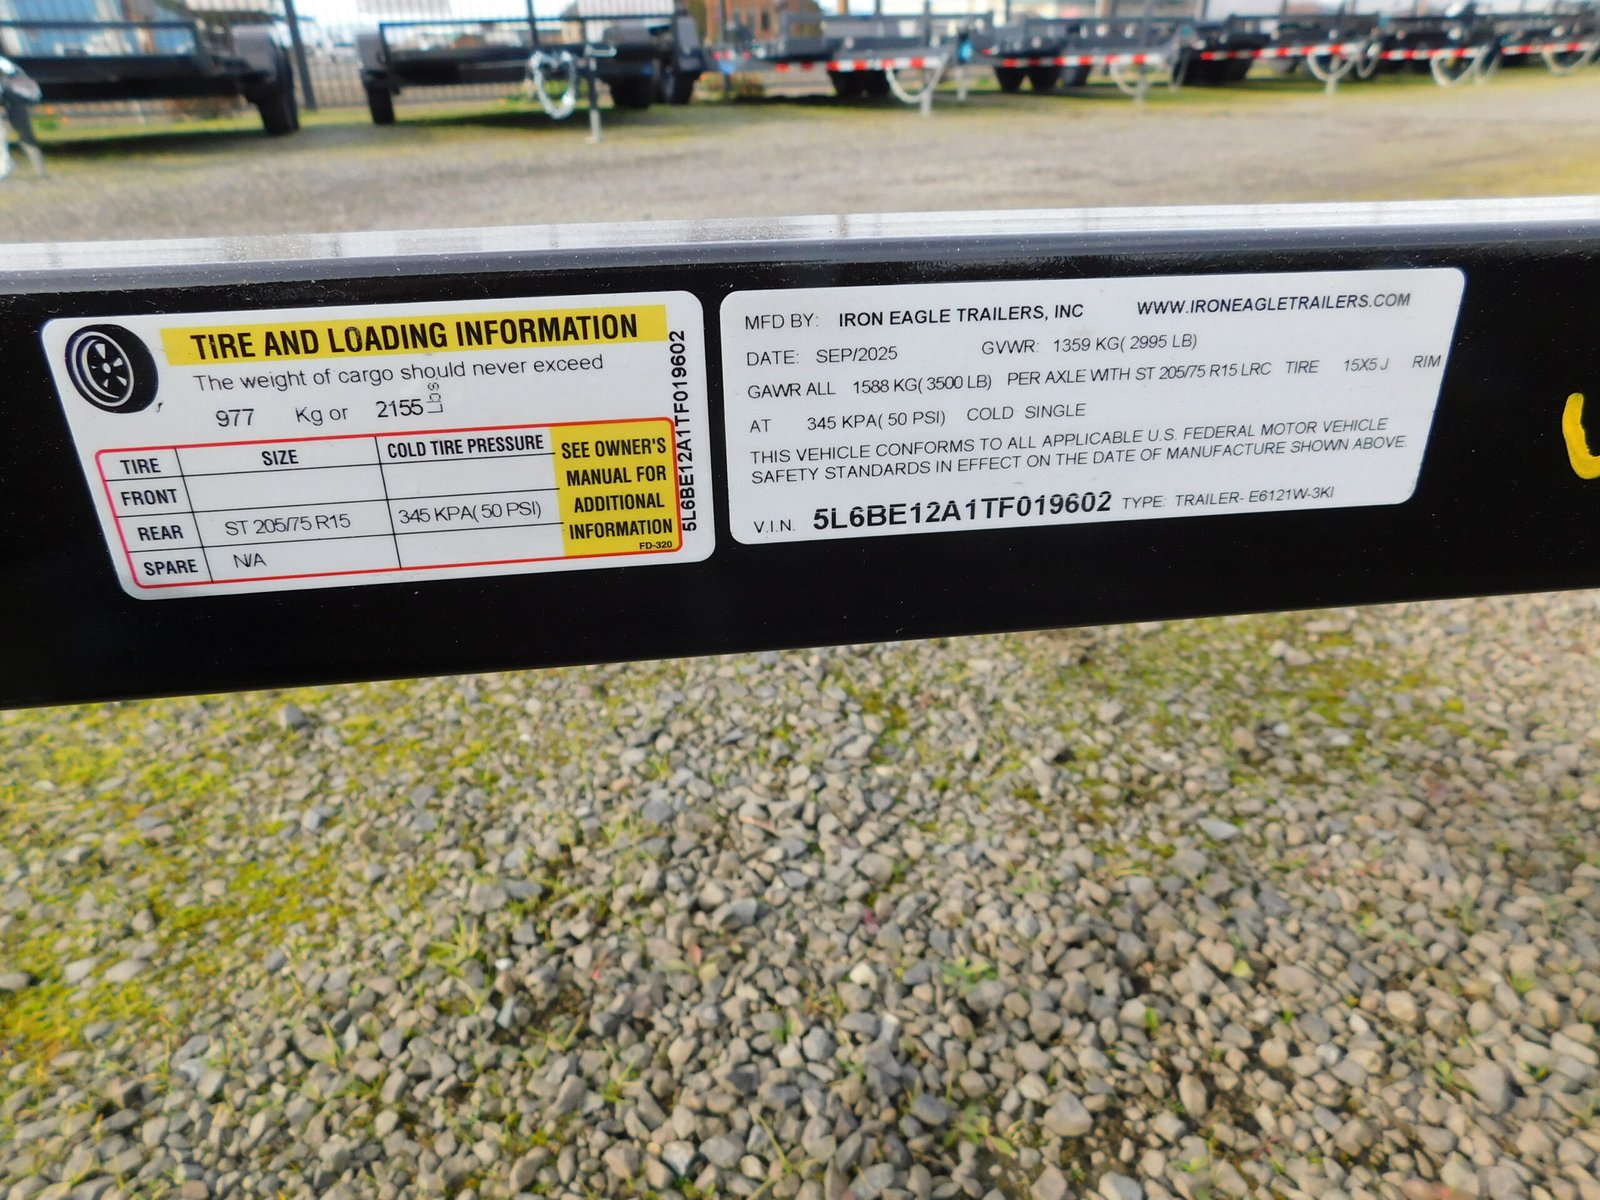 TIRE AND LOADING INFORMATION
The weight of cargo should never exceed
977 Kg or 2155 Lbs
TIRE SIZE COLD TIRE PRESSURE
FRONT
REAR ST 205/75 R15 345 KPA( 50 PSI)
SPARE N/A
SEE OWNER'S
MANUAL FOR
ADDITIONAL
INFORMATION
FD-320
5L6BE12A1TF019602
MFD BY: IRON EAGLE TRAILERS, INC WWW.IRONEAGLETRAILERS.COM
DATE: SEP/2025 GVWR: 1359 KG( 2995 LB)
GAWR ALL 1588 KG( 3500 LB) PER AXLE WITH ST 205/75 R15 LRC TIRE 15X5 J RIM
AT 345 KPA( 50 PSI) COLD SINGLE
THIS VEHICLE CONFORMS TO ALL APPLICABLE U.S. FEDERAL MOTOR VEHICLE
SAFETY STANDARDS IN EFFECT ON THE DATE OF MANUFACTURE SHOWN ABOVE.
V.I.N. 5L6BE12A1TF019602 TYPE: TRAILER- E6121W-3KI